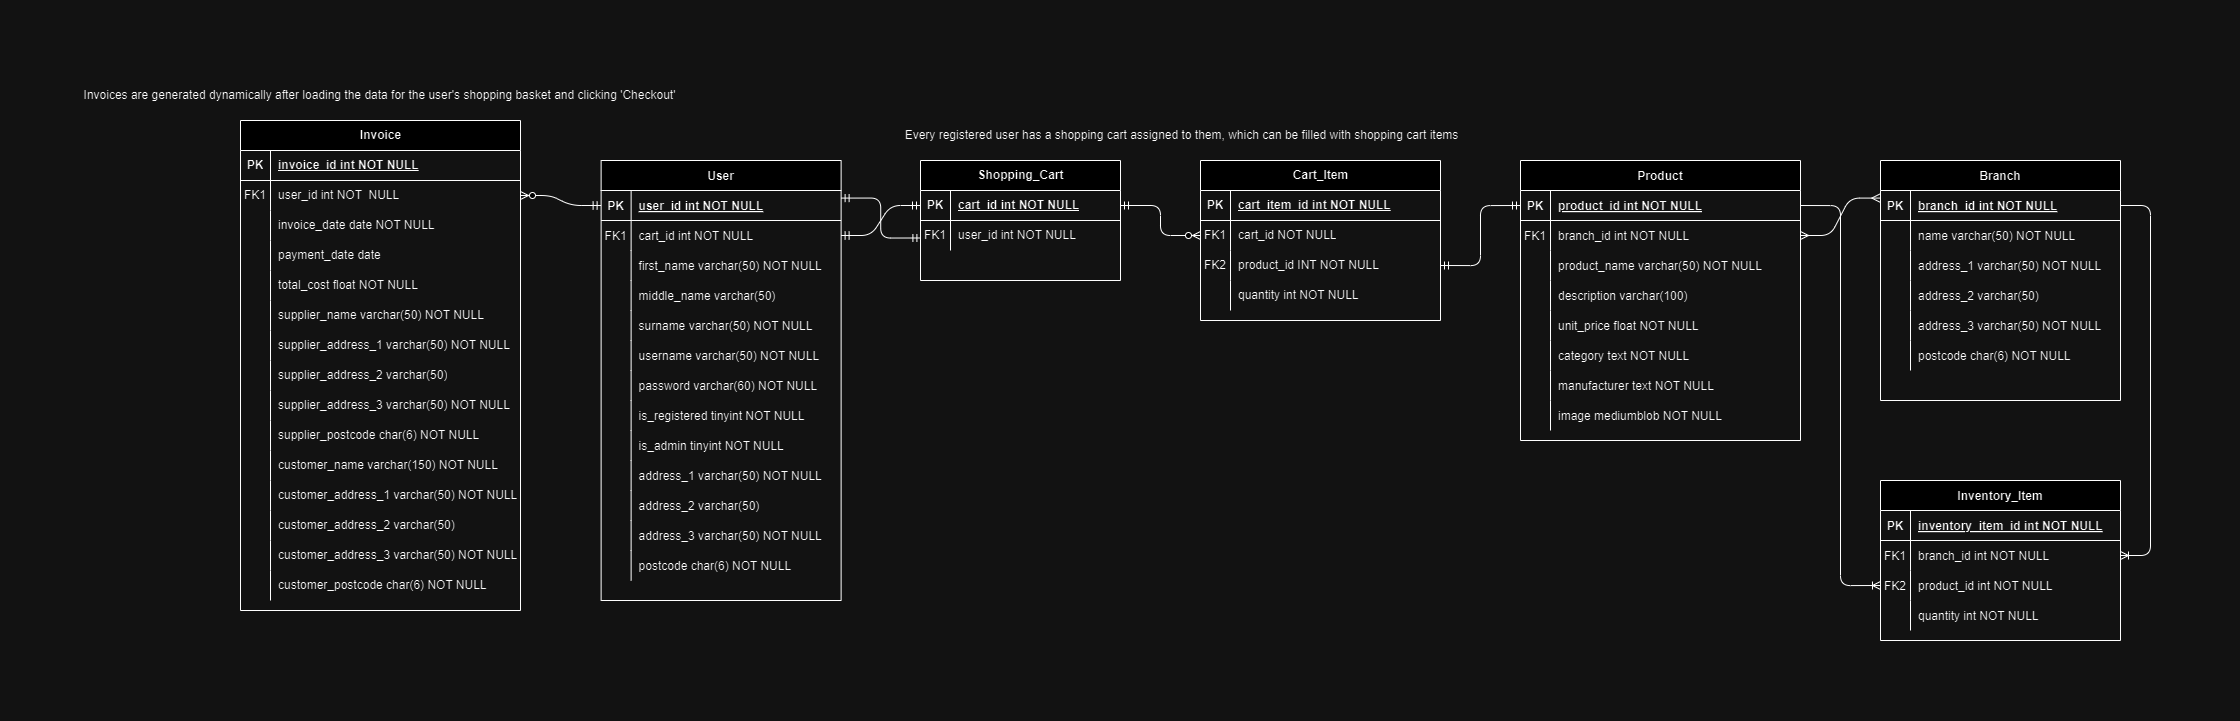 Invoices are generated dynamically after loading the data for the user's shopping basket and clicking 'Checkout'
Invoice
PK invoice_id int NOT NULL
FK1 user_id int NOT  NULL
invoice_date date NOT NULL
payment_date date
total_cost float NOT NULL
supplier_name varchar(50) NOT NULL
supplier_address_1 varchar(50) NOT NULL
supplier_address_2 varchar(50)
supplier_address_3 varchar(50) NOT NULL
supplier_postcode char(6) NOT NULL
customer_name varchar(150) NOT NULL
customer_address_1 varchar(50) NOT NULL
customer_address_2 varchar(50)
customer_address_3 varchar(50) NOT NULL
customer_postcode char(6) NOT NULL
User
PK user_id int NOT NULL
FK1 cart_id int NOT NULL
first_name varchar(50) NOT NULL
middle_name varchar(50)
surname varchar(50) NOT NULL
username varchar(50) NOT NULL
password varchar(60) NOT NULL
is_registered tinyint NOT NULL
is_admin tinyint NOT NULL
address_1 varchar(50) NOT NULL
address_2 varchar(50)
address_3 varchar(50) NOT NULL
postcode char(6) NOT NULL
Every registered user has a shopping cart assigned to them, which can be filled with shopping cart items
Shopping_Cart
PK cart_id int NOT NULL
FK1 user_id int NOT NULL
Cart_Item
PK cart_item_id int NOT NULL
FK1 cart_id NOT NULL
FK2 product_id INT NOT NULL
quantity int NOT NULL
Product
PK product_id int NOT NULL
FK1 branch_id int NOT NULL
product_name varchar(50) NOT NULL
description varchar(100)
unit_price float NOT NULL
category text NOT NULL
manufacturer text NOT NULL
image mediumblob NOT NULL
Branch
PK branch_id int NOT NULL
name varchar(50) NOT NULL
address_1 varchar(50) NOT NULL
address_2 varchar(50)
address_3 varchar(50) NOT NULL
postcode char(6) NOT NULL
Inventory_Item
PK inventory_item_id int NOT NULL
FK1 branch_id int NOT NULL
FK2 product_id int NOT NULL
quantity int NOT NULL